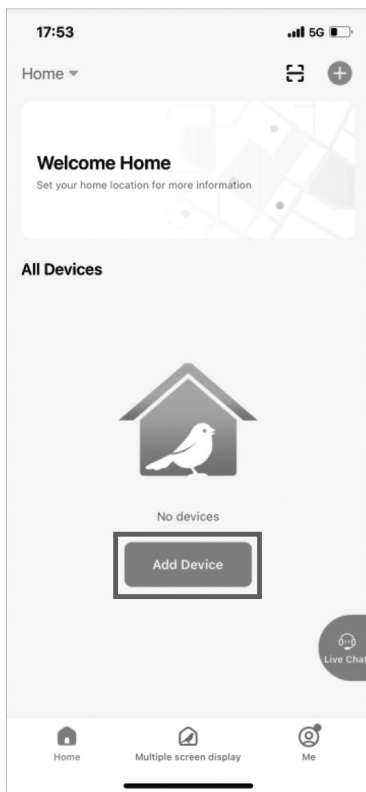 17:53
5G
Home
Welcome Home
Set your home location for more information
All Devices
No devices
Add Device
Live Chat
Home
Multiple screen display
Me